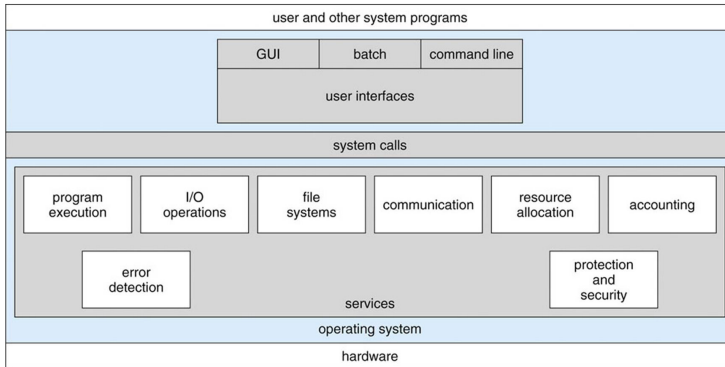 user and other system programs
GUI
batch
command line
user interfaces
system calls
program
execution
I/O
operations
file
systems
communication
resource
allocation
accounting
error
detection
protection
and
security
services
operating system
hardware